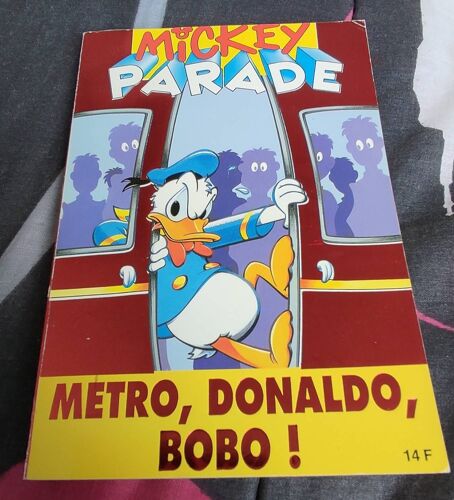 MiCKEY
PARADE
METRO, DONALDO,
BOBO !
14 F